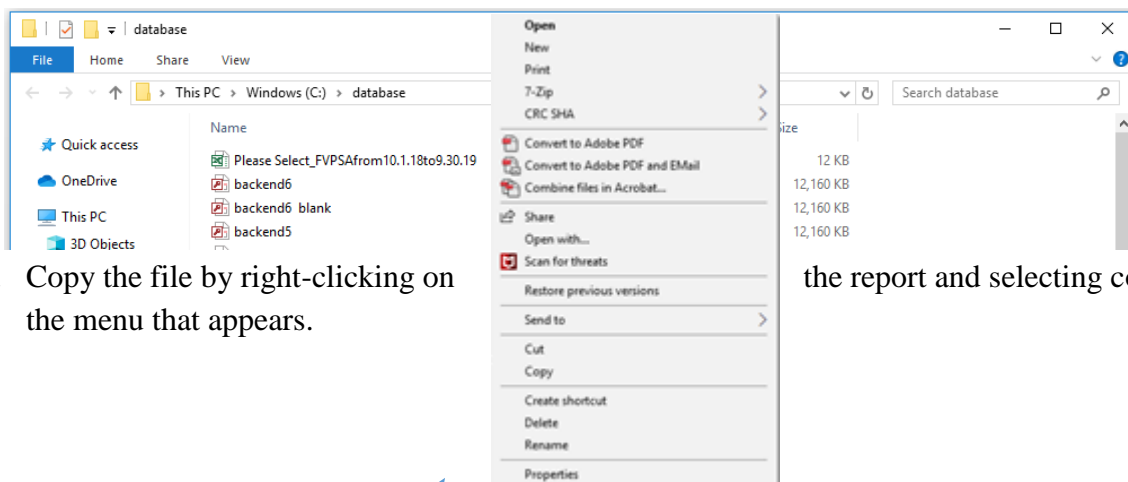 database
File Home Share View
This PC > Windows (C:) > database
Search database
Name
Size
Quick access
OneDrive
This PC
3D Objects
Please Select_FVPSAfrom10.1.18to9.30.19 12 KB
backend6 12,160 KB
backend6 blank 12,160 KB
backend5 12,160 KB
Open
New
Print
7-Zip
CRC SHA
Convert to Adobe PDF
Convert to Adobe PDF and EMail
Combine files in Acrobat...
Share
Open with...
Scan for threats
Restore previous versions
Send to
Cut
Copy
Create shortcut
Delete
Rename
Properties
Copy the file by right-clicking on the report and selecting
the menu that appears.